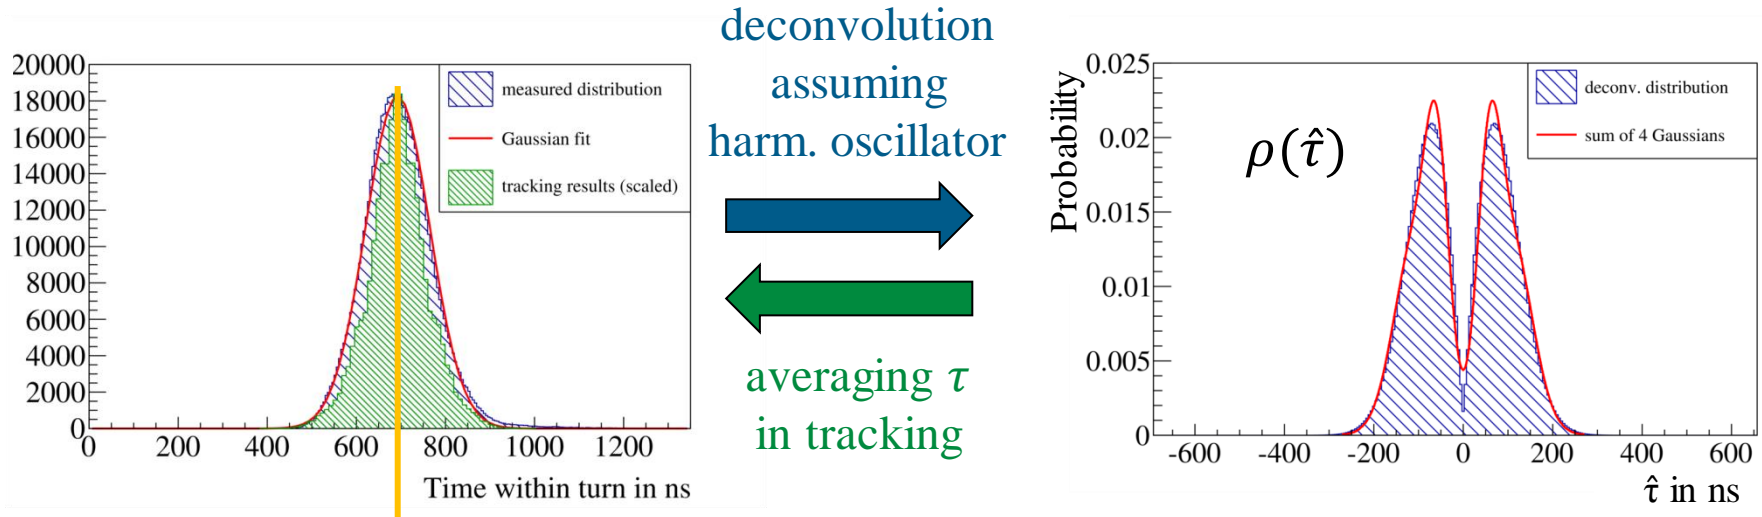 deconvolution
assuming
harm. oscillator
averaging τ
in tracking
20000
18000
16000
14000
12000
10000
8000
6000
4000
2000
0
0 200 400 600 800 1000 1200
Time within turn in ns
measured distribution
Gaussian fit
tracking results (scaled)
Probability
0.025
0.02
0.015
0.01
0.005
0
-600 -400 -200 0 200 400 600
τ̂ in ns
ρ(τ̂)
deconv. distribution
sum of 4 Gaussians